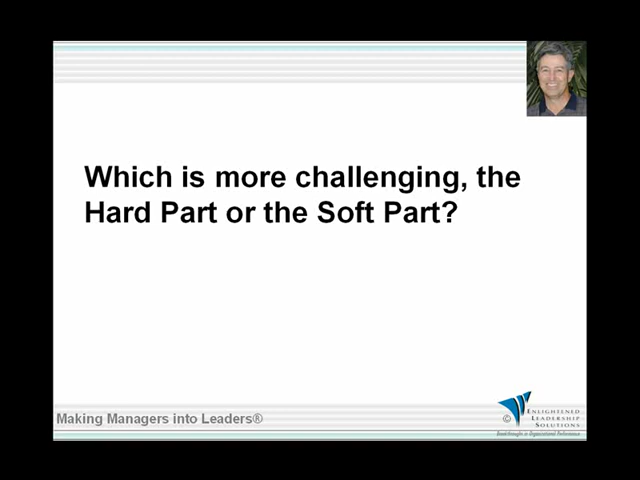 Which is more challenging, the
Hard Part or the Soft Part?
Making Managers into Leaders®
©
ENLIGHTENED
LEADERSHIP
SOLUTIONS